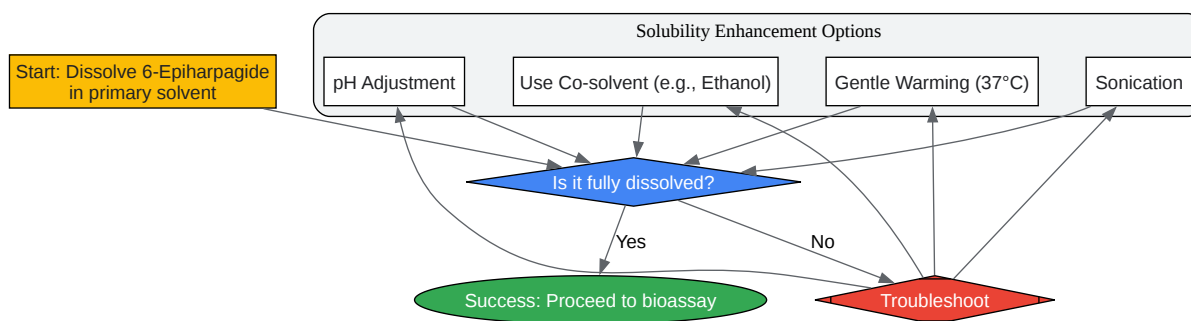 Solubility Enhancement Options
Start: Dissolve 6-Epiharpagide
in primary solvent
pH Adjustment
Use Co-solvent (e.g., Ethanol)
Gentle Warming (37°C)
Sonication
Is it fully dissolved?
Yes
No
Success: Proceed to bioassay
Troubleshoot